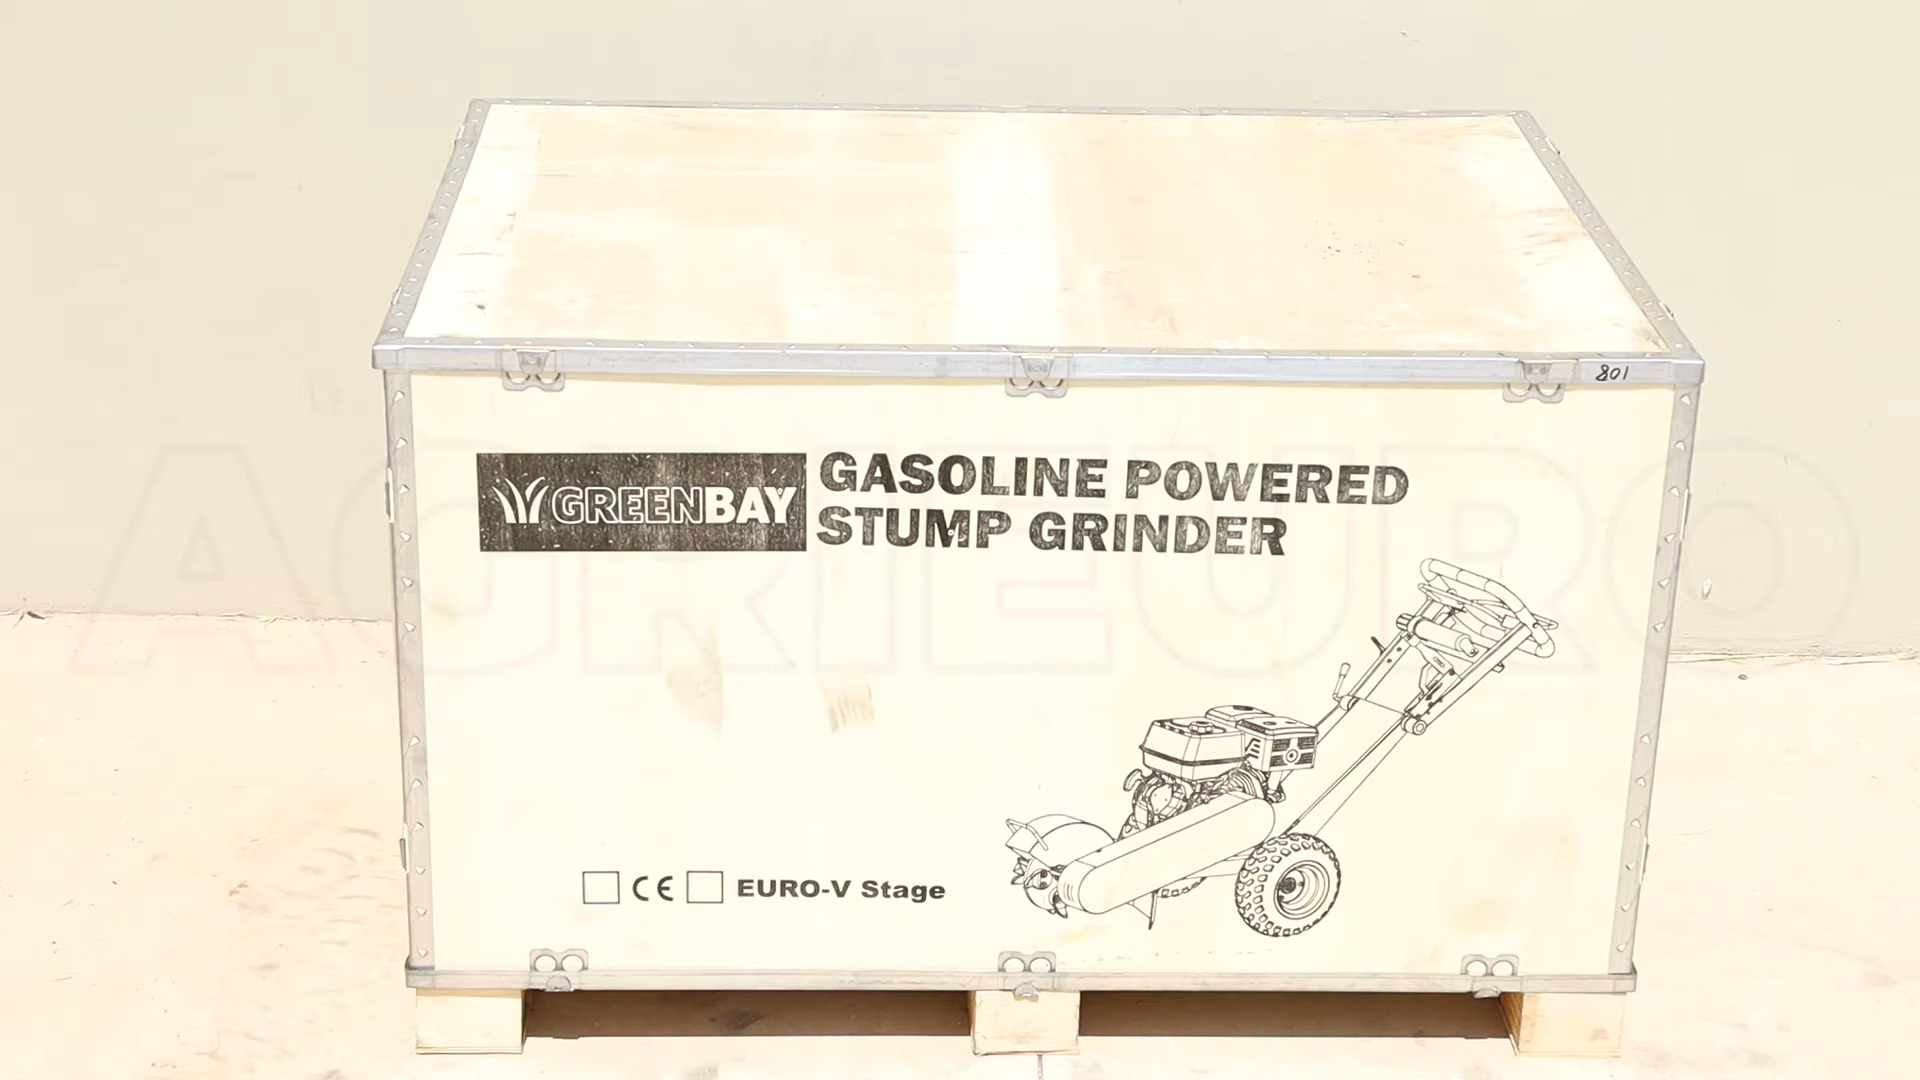 801
GREENBAY
GASOLINE POWERED
STUMP GRINDER
CE EURO-V Stage
AGRIEURO